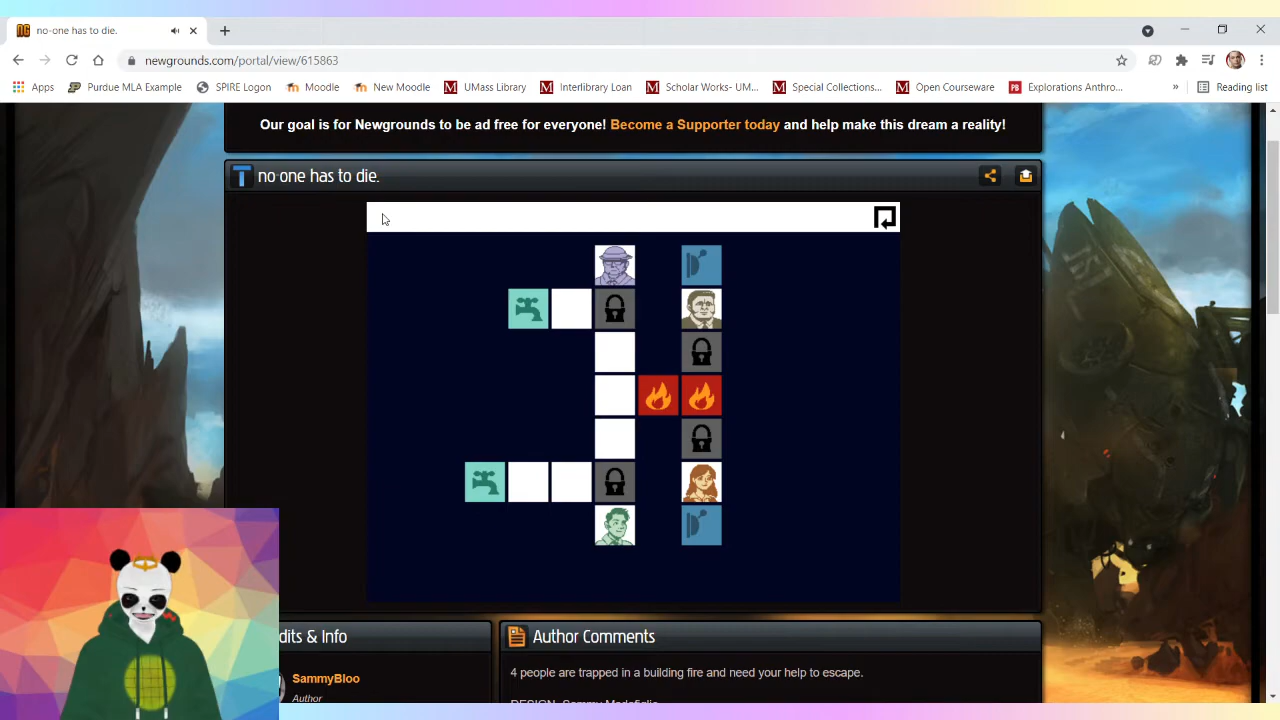 no-one has to die.
newgrounds.com/portal/view/615863
Apps
Purdue MLA Example
SPIRE Logon
Moodle
New Moodle
UMass Library
Interlibrary Loan
Scholar Works- UM...
Special Collections...
Open Courseware
Explorations Anthro...
»
Reading list
Our goal is for Newgrounds to be ad free for everyone! Become a Supporter today and help make this dream a reality!
T no-one has to die.
dits & Info
Author Comments
SammyBloo
Author
4 people are trapped in a building fire and need your help to escape.